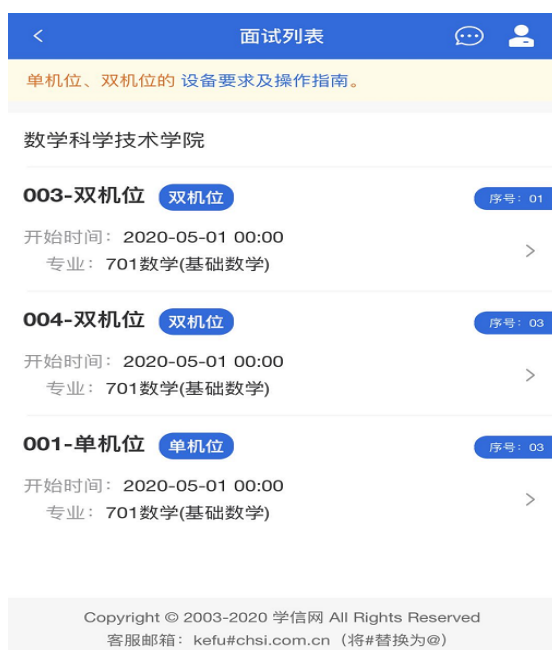 面试列表
单机位、双机位的 设备要求及操作指南。
数学科学技术学院
003-双机位 双机位 序号：01
开始时间：2020-05-01 00:00
专业：701数学(基础数学)
004-双机位 双机位 序号：03
开始时间：2020-05-01 00:00
专业：701数学(基础数学)
001-单机位 单机位 序号：03
开始时间：2020-05-01 00:00
专业：701数学(基础数学)
Copyright © 2003-2020 学信网 All Rights Reserved
客服邮箱：kefu#chsi.com.cn（将#替换为@）